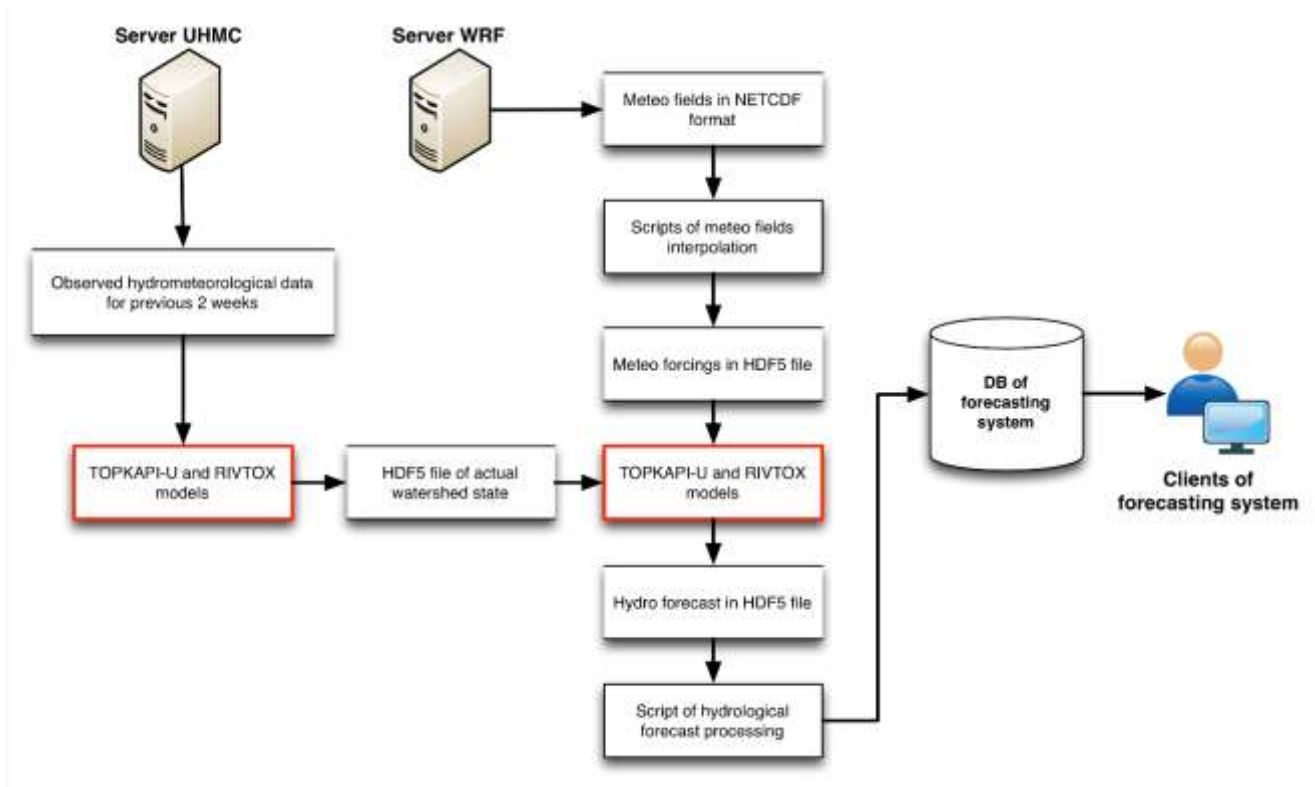 Server UHMC
Server WRF
Meteo fields in NETCDF
format
Scripts of meteo fields
interpolation
Observed hydrometeorological data
for previous 2 weeks
Meteo forcings in HDF5 file
DB of
forecasting
system
TOPKAPI-U and RIVTOX
models
HDF5 file of actual
watershed state
TOPKAPI-U and RIVTOX
models
Clients of
forecasting system
Hydro forecast in HDF5 file
Script of hydrological
forecast processing